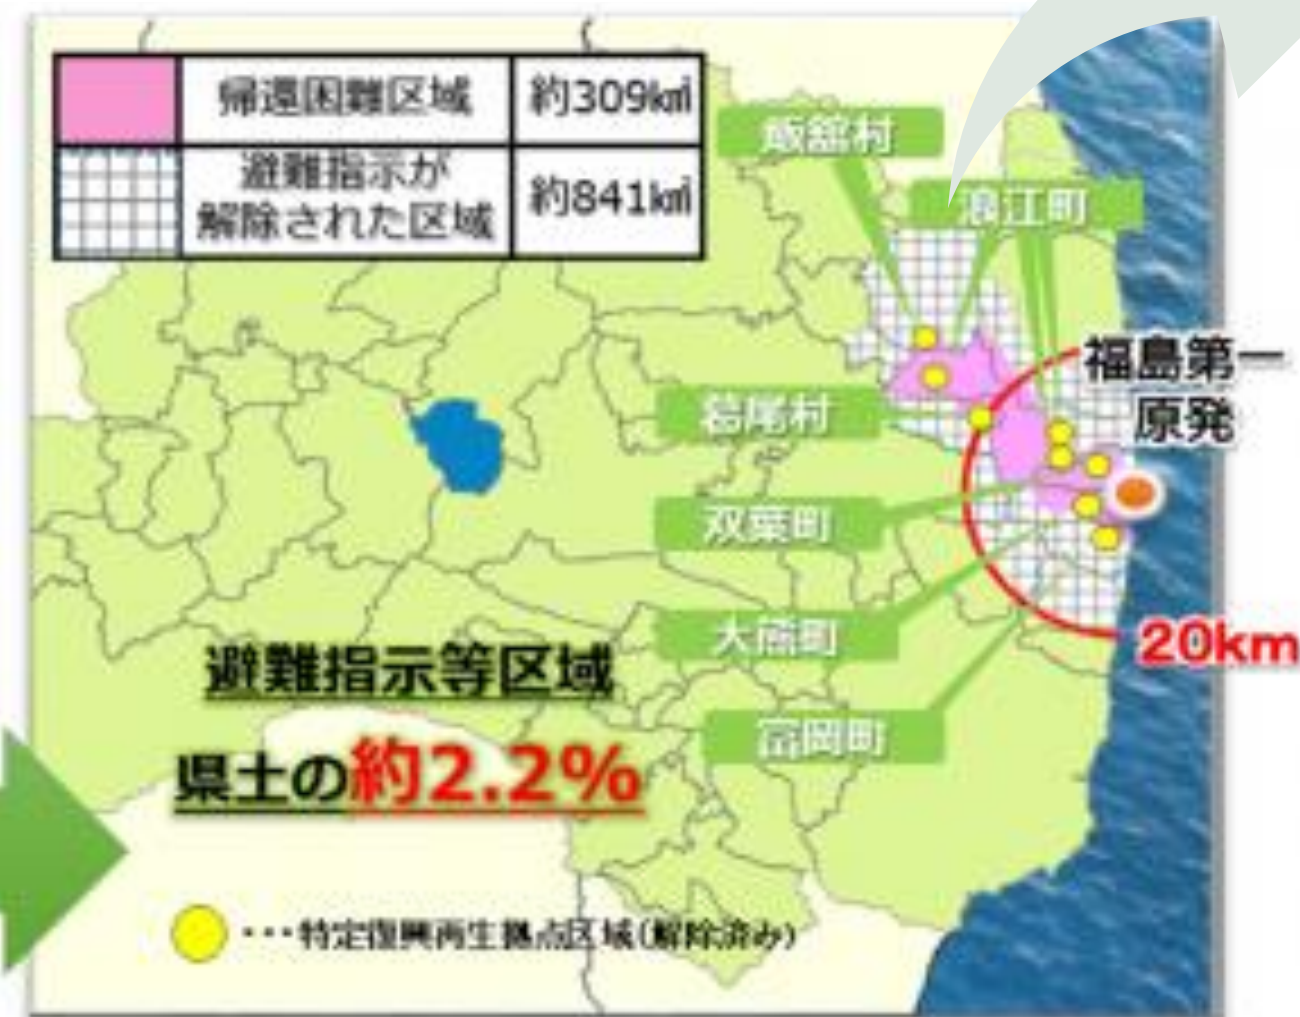 帰還困難区域 約309㎢
避難指示が
解除された区域 約841㎢
飯舘村
浪江町
福島第一
原発
葛尾村
双葉町
大熊町
20km
避難指示等区域
富岡町
県土の約2.2%
･･･特定復興再生拠点区域(解除済み)